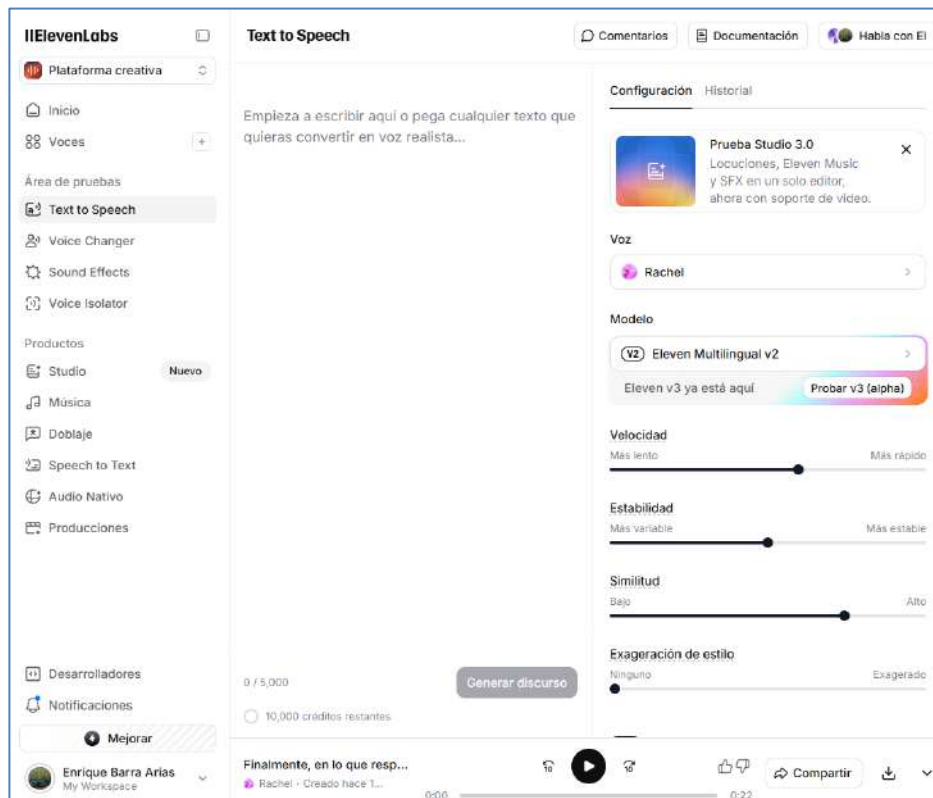 IIElevenLabs
Plataforma creativa
Inicio
Voces
Área de pruebas
Text to Speech
Voice Changer
Sound Effects
Voice Isolator
Productos
Studio Nuevo
Música
Doblaje
Speech to Text
Audio Nativo
Producciones
Desarrolladores
Notificaciones
Mejorar
Enrique Barra Arias
My Workspace
Text to Speech
Comentarios
Documentación
Habla con El
Empieza a escribir aquí o pega cualquier texto que
quieras convertir en voz realista...
0 / 5,000
Generar discurso
10,000 créditos restantes
Configuración Historial
Prueba Studio 3.0
Locuciones, Eleven Music
y SFX en un solo editor,
ahora con soporte de video.
Voz
Rachel
Modelo
V2 Eleven Multilingual v2
Eleven v3 ya está aquí Probar v3 (alpha)
Velocidad
Más lento Más rápido
Estabilidad
Más variable Más estable
Similitud
Bajo Alto
Exageración de estilo
Ninguno Exagerado
Finalmente, en lo que resp...
Rachel - Creado hace 1...
10
10
Compartir
0:00 0:22